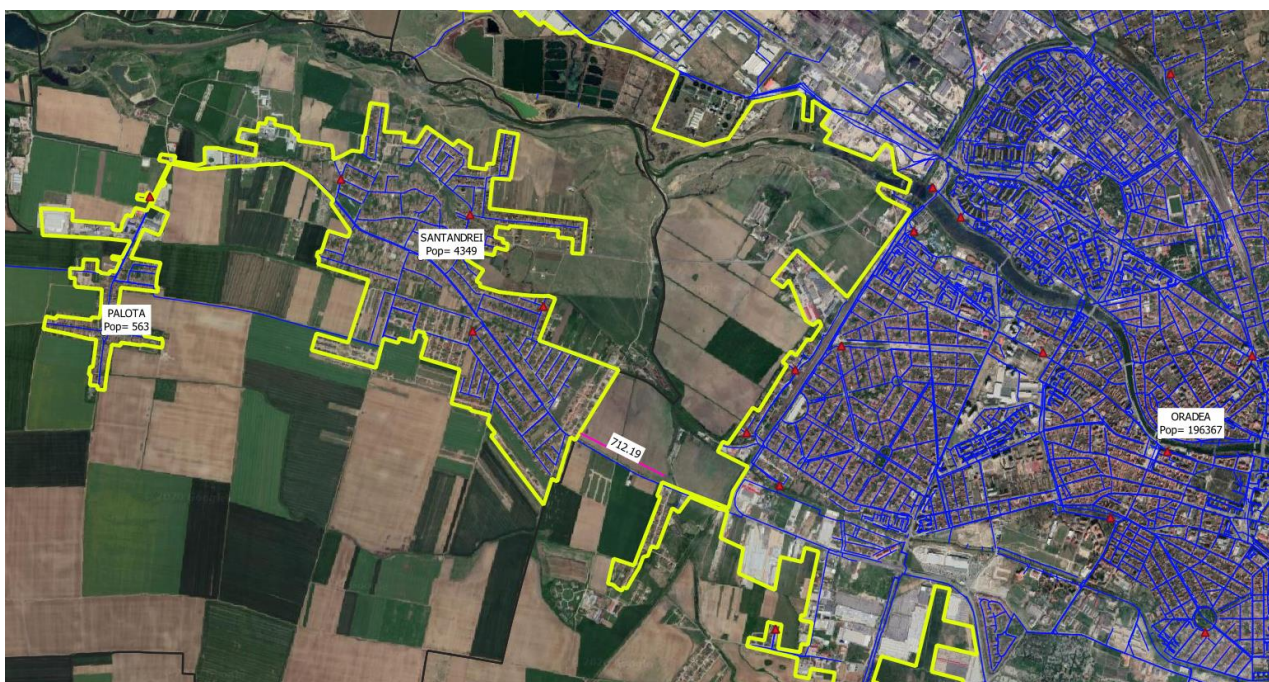 SANTANDREI
Pop= 4349
PALOTA
Pop= 563
712.19
ORADEA
Pop= 196367